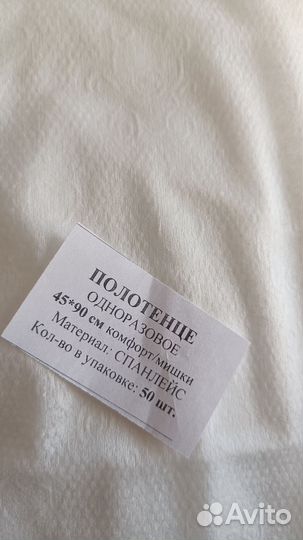 ПОЛОТЕНЦЕ
ОДНОРАЗОВОЕ
45*90 см комфорт/мишки
Материал: СПАНЛЕЙС
Кол-во в упаковке: 50 шт.
Avito